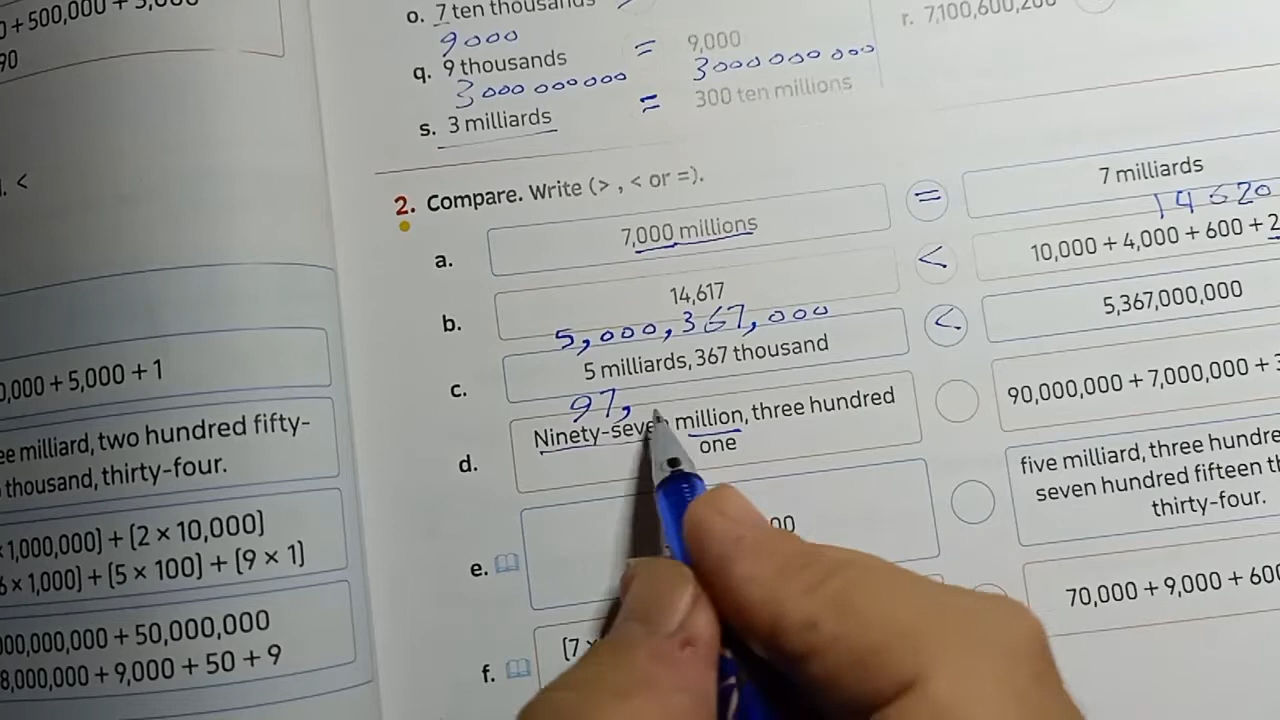 0+500,000 + 3,000
90
. <
0,000 + 5,000 + 1
ee milliard, two hundred fifty-
thousand, thirty-four.
× 1,000,000] + [2 × 10,000]
6 × 1,000] + [5 × 100] + [9 × 1]
000,000,000 + 50,000,000
8,000,000 + 9,000 + 50 + 9
o. 7 ten thousands
r. 7,100,600,200
9000
q. 9 thousands = 9,000
3000000000 3000000000
s. 3 milliards = 300 ten millions
2. Compare. Write (> , < or =).
a. 7,000 millions = 7 milliards
14620
b. 14,617 < 10,000 + 4,000 + 600 + 2
5,000,367,000
c. 5 milliards, 367 thousand < 5,367,000,000
97,
d. Ninety-seven million, three hundred one
90,000,000 + 7,000,000 + 3
e. 00
five milliard, three hundre
seven hundred fifteen th
thirty-four.
f. [7 ×
70,000 + 9,000 + 600